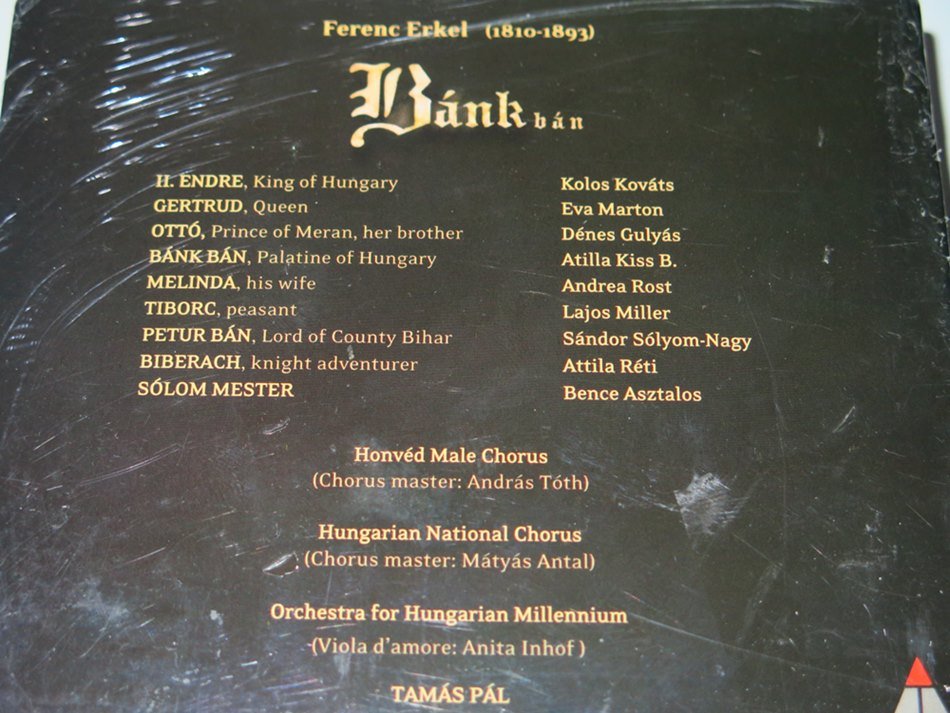 Ferenc Erkel (1810-1893)
Bánk bán
II. ENDRE, King of Hungary Kolos Kováts
GERTRUD, Queen Eva Marton
OTTÓ, Prince of Meran, her brother Dénes Gulyás
BÁNK BÁN, Palatine of Hungary Atilla Kiss B.
MELINDA, his wife Andrea Rost
TIBORC, peasant Lajos Miller
PETUR BÁN, Lord of County Bihar Sándor Sólyom-Nagy
BIBERACH, knight adventurer Attila Réti
SÓLOM MESTER Bence Asztalos
Honvéd Male Chorus
(Chorus master: András Tóth)
Hungarian National Chorus
(Chorus master: Mátyás Antal)
Orchestra for Hungarian Millennium
(Viola d'amore: Anita Inhof)
TAMÁS PÁL